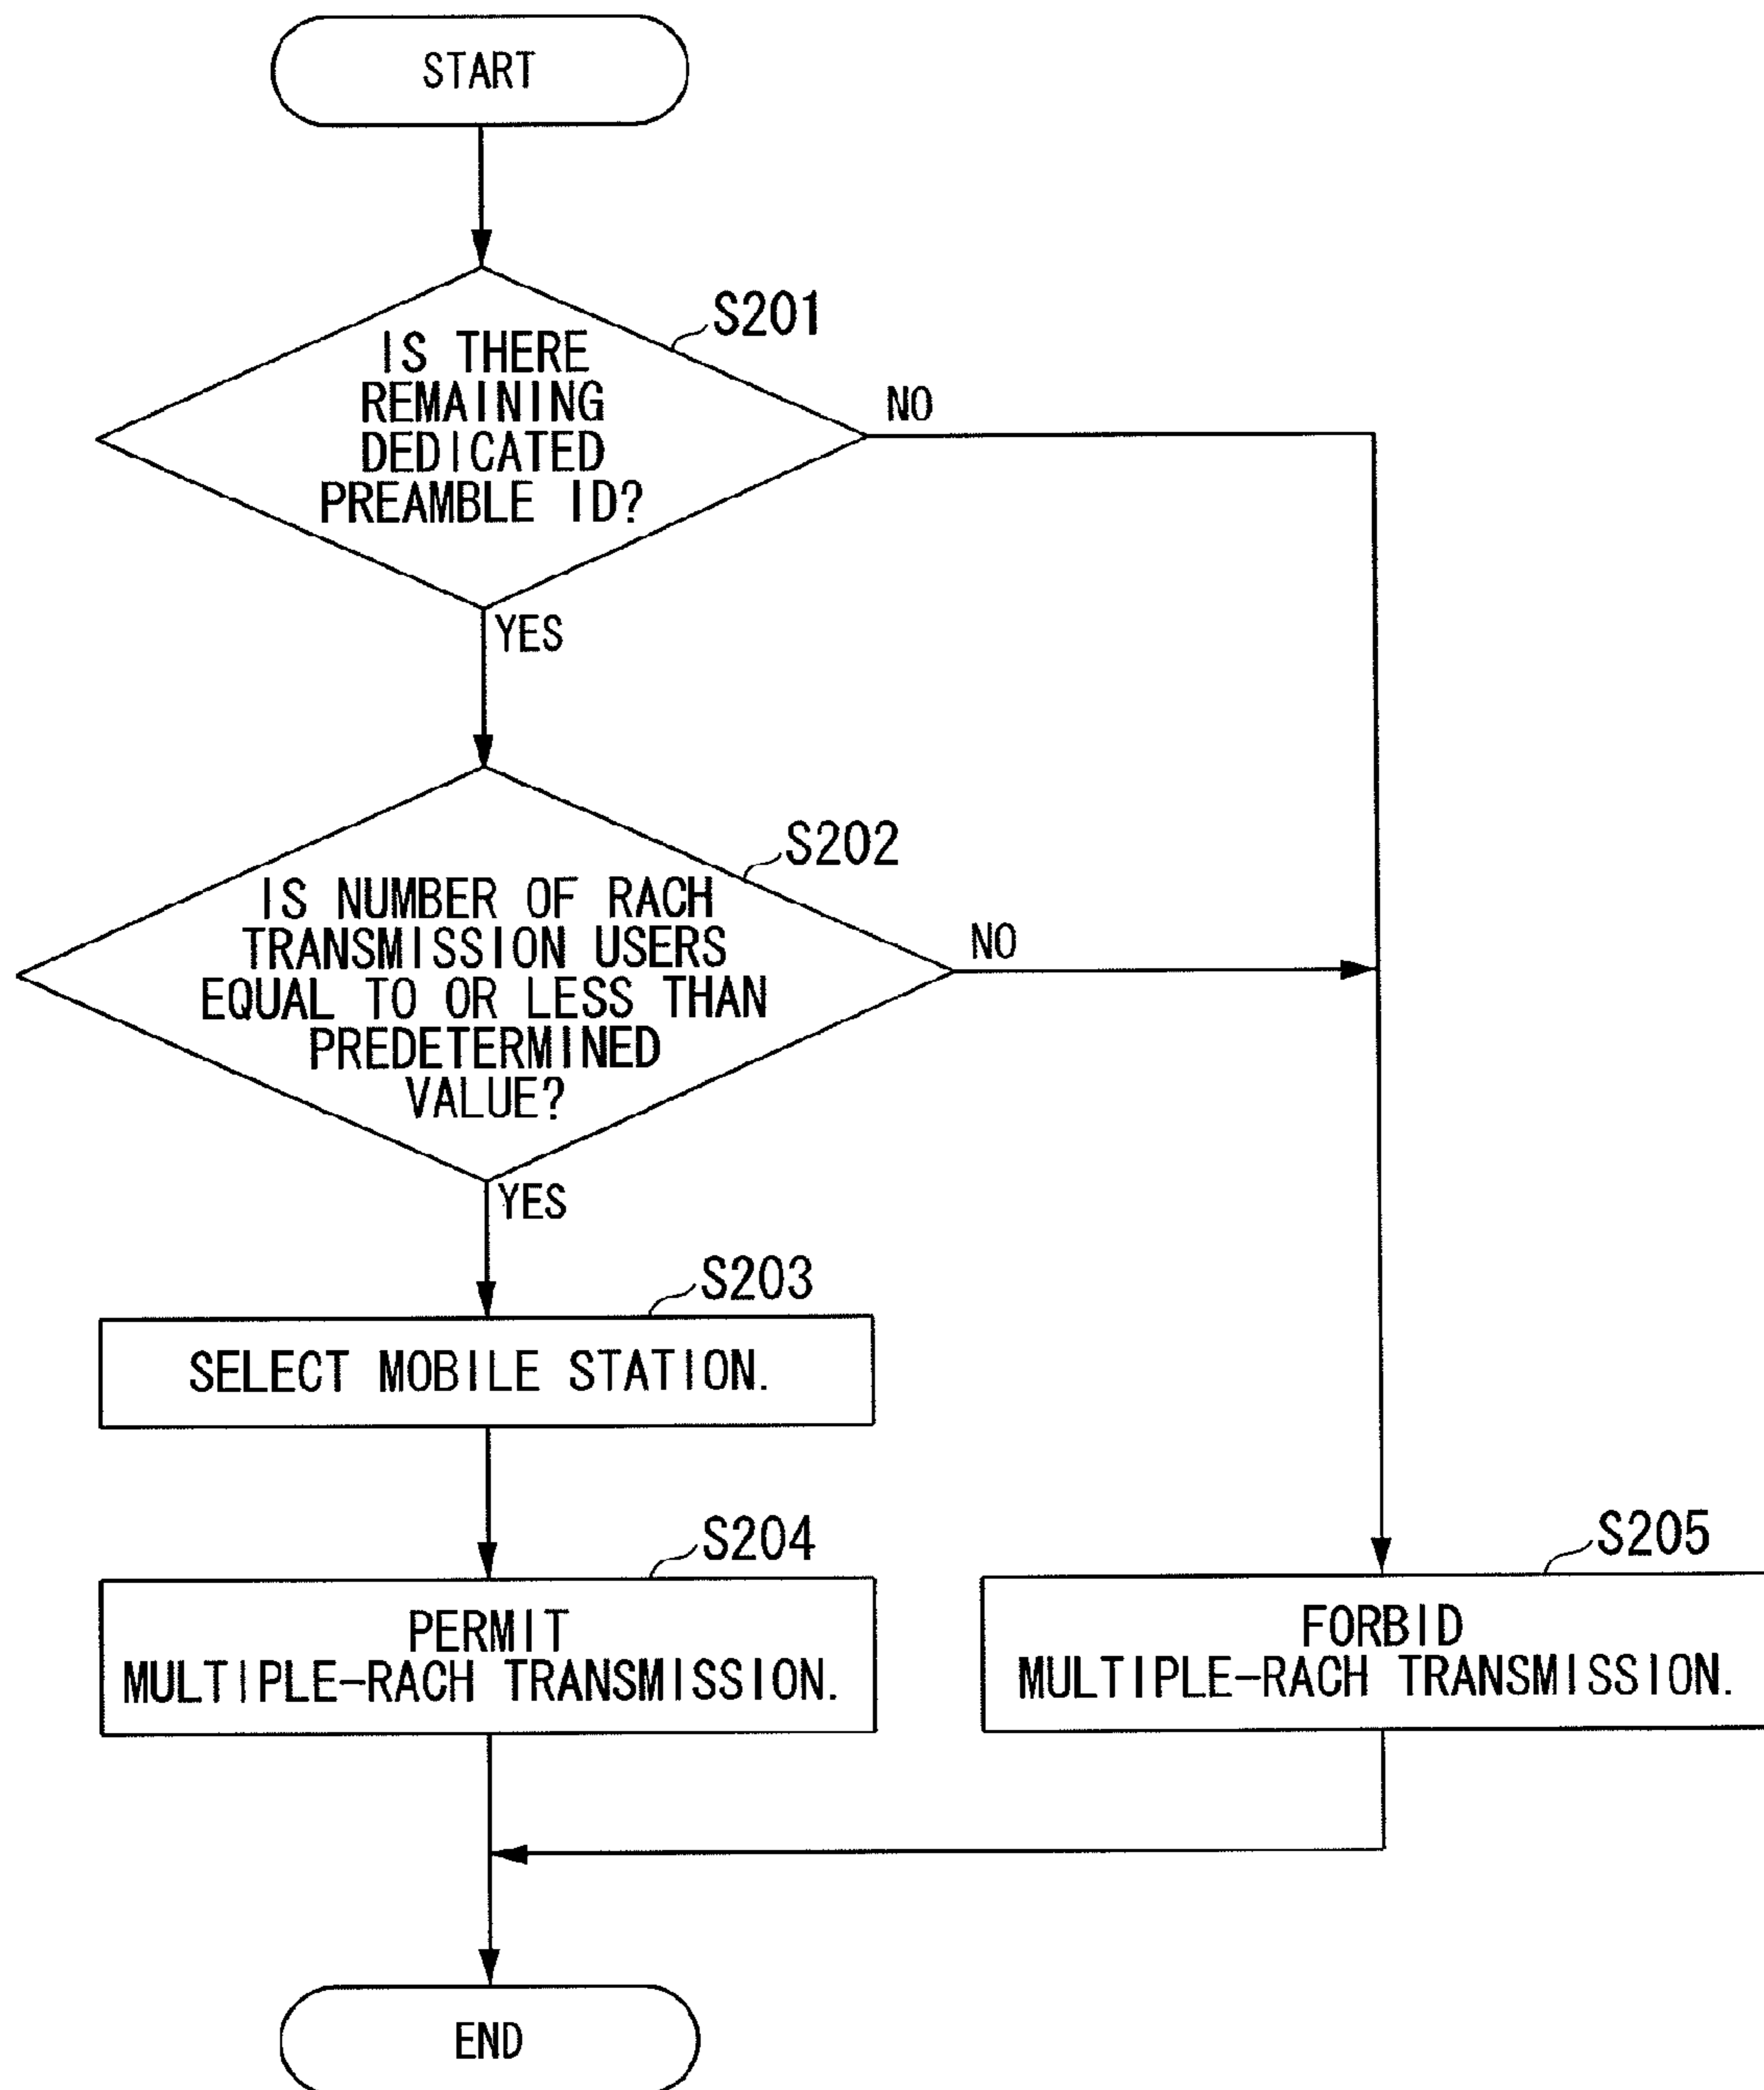 START
S201
IS THERE
REMAINING
DEDICATED
PREAMBLE ID?
NO
YES
S202
IS NUMBER OF RACH
TRANSMISSION USERS
EQUAL TO OR LESS THAN
PREDETERMINED
VALUE?
NO
YES
S203
SELECT MOBILE STATION.
S204
PERMIT
MULTIPLE-RACH TRANSMISSION.
S205
FORBID
MULTIPLE-RACH TRANSMISSION.
END